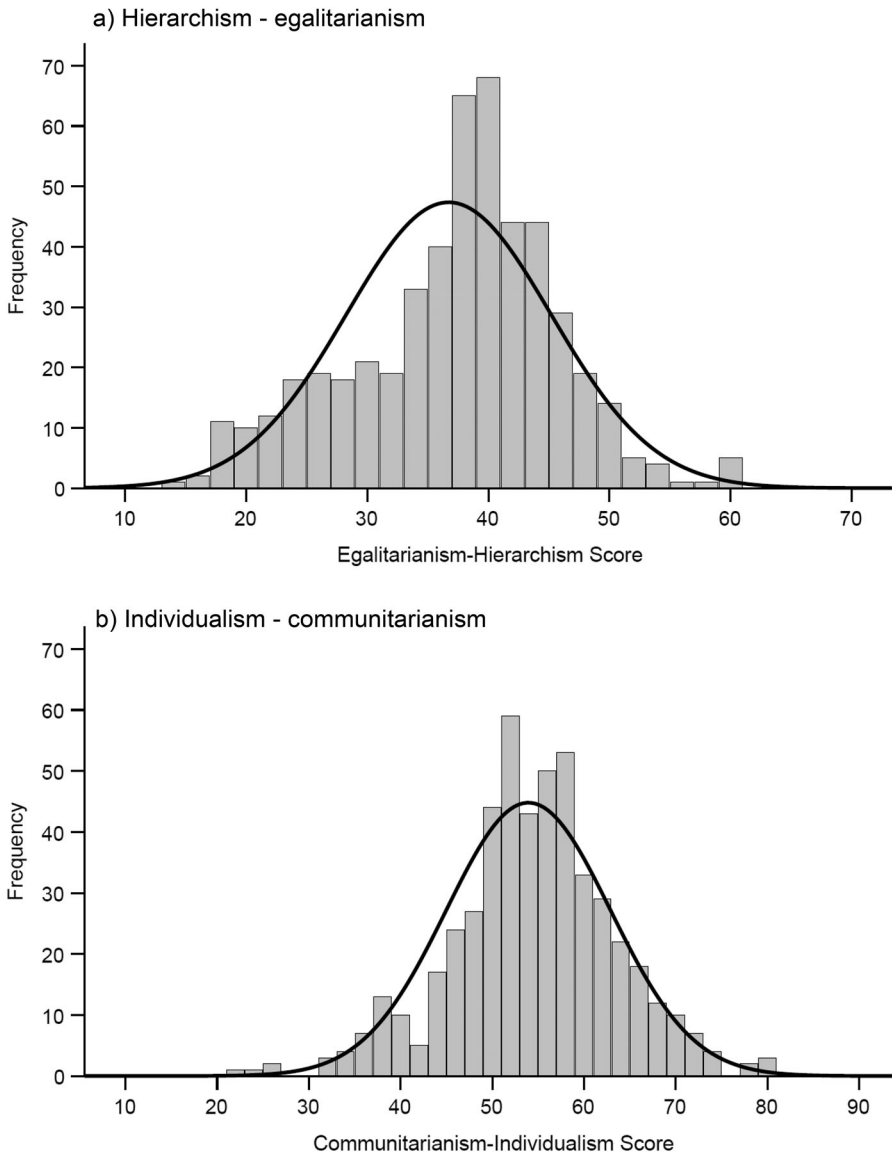 a) Hierarchism - egalitarianism
70
60
50
40
30
20
10
0
Frequency
10 20 30 40 50 60 70
Egalitarianism-Hierarchism Score
b) Individualism - communitarianism
70
60
50
40
30
20
10
0
Frequency
10 20 30 40 50 60 70 80 90
Communitarianism-Individualism Score